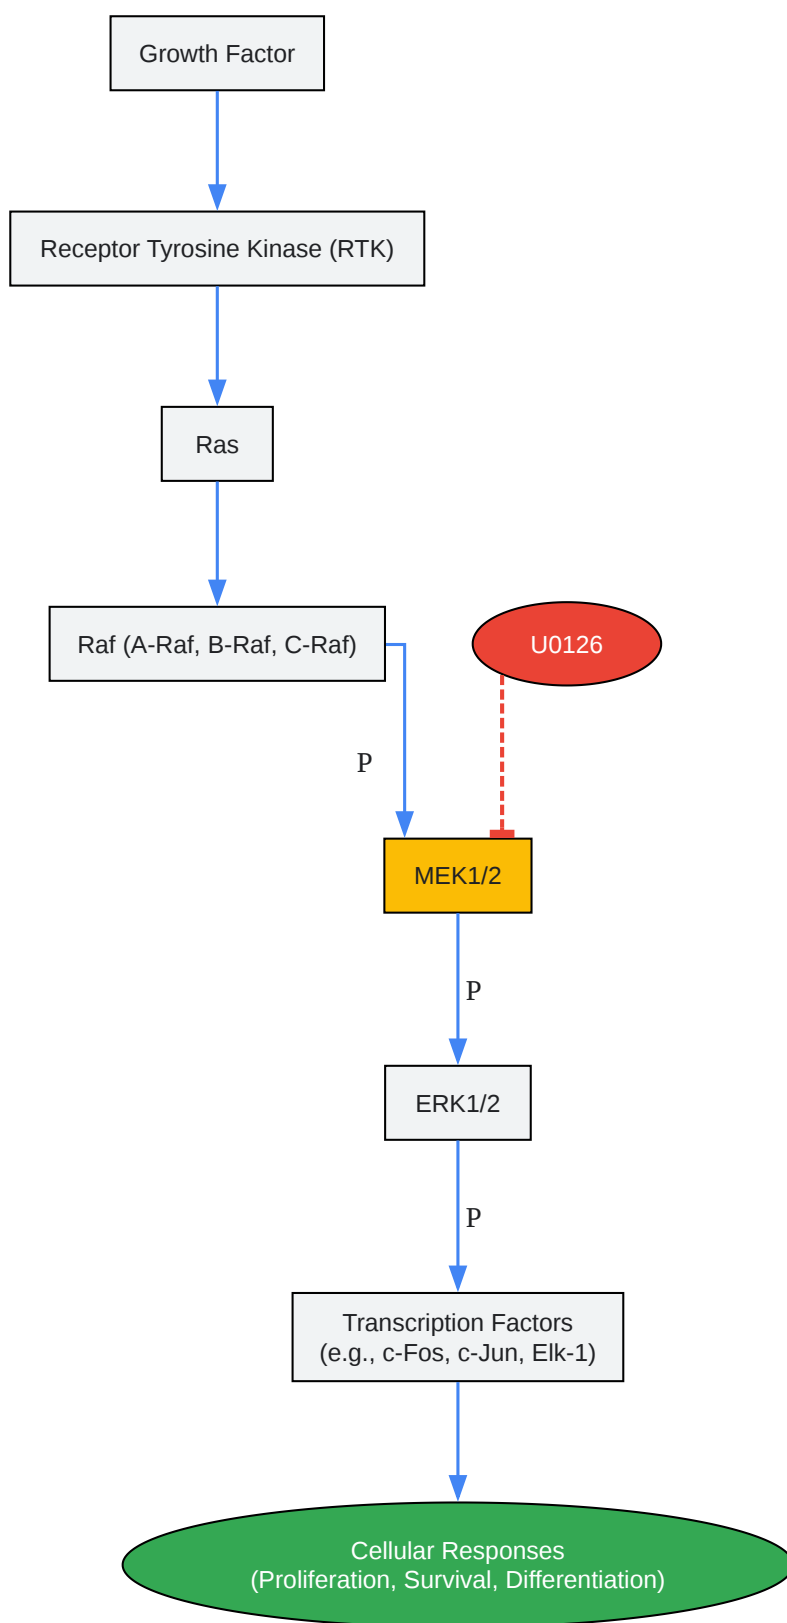 Growth Factor
Receptor Tyrosine Kinase (RTK)
Ras
Raf (A-Raf, B-Raf, C-Raf)
U0126
P
MEK1/2
P
ERK1/2
P
Transcription Factors
(e.g., c-Fos, c-Jun, Elk-1)
Cellular Responses
(Proliferation, Survival, Differentiation)